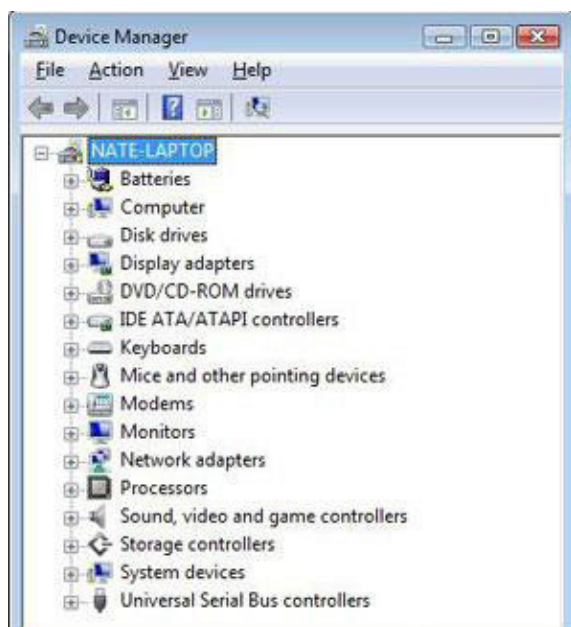 Device Manager
File Action View Help
NATE-LAPTOP
Batteries
Computer
Disk drives
Display adapters
DVD/CD-ROM drives
IDE ATA/ATAPI controllers
Keyboards
Mice and other pointing devices
Modems
Monitors
Network adapters
Processors
Sound, video and game controllers
Storage controllers
System devices
Universal Serial Bus controllers